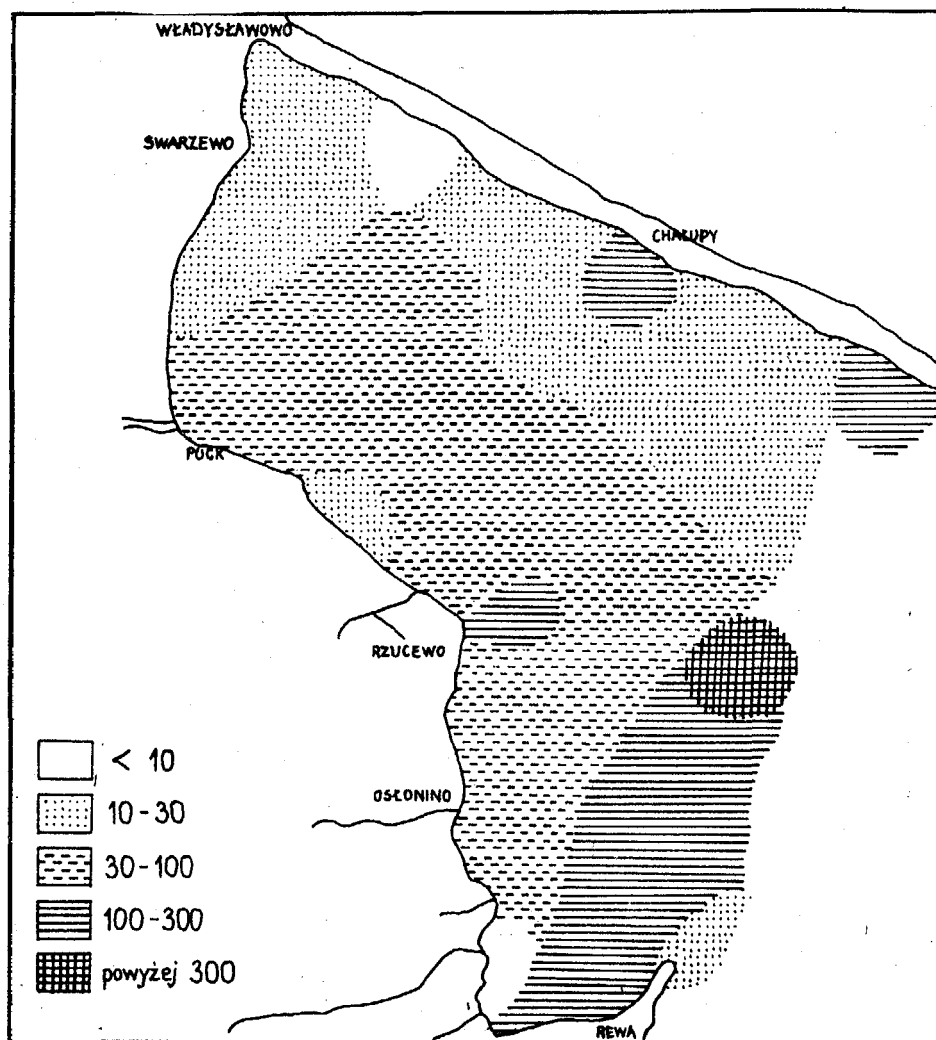 WŁADYSŁAWOWO
SWARZEWO
CHAŁUPY
PUCK
RZUCEWO
OSŁONINO
REWA
< 10
10-30
30-100
100-300
powyżej 300